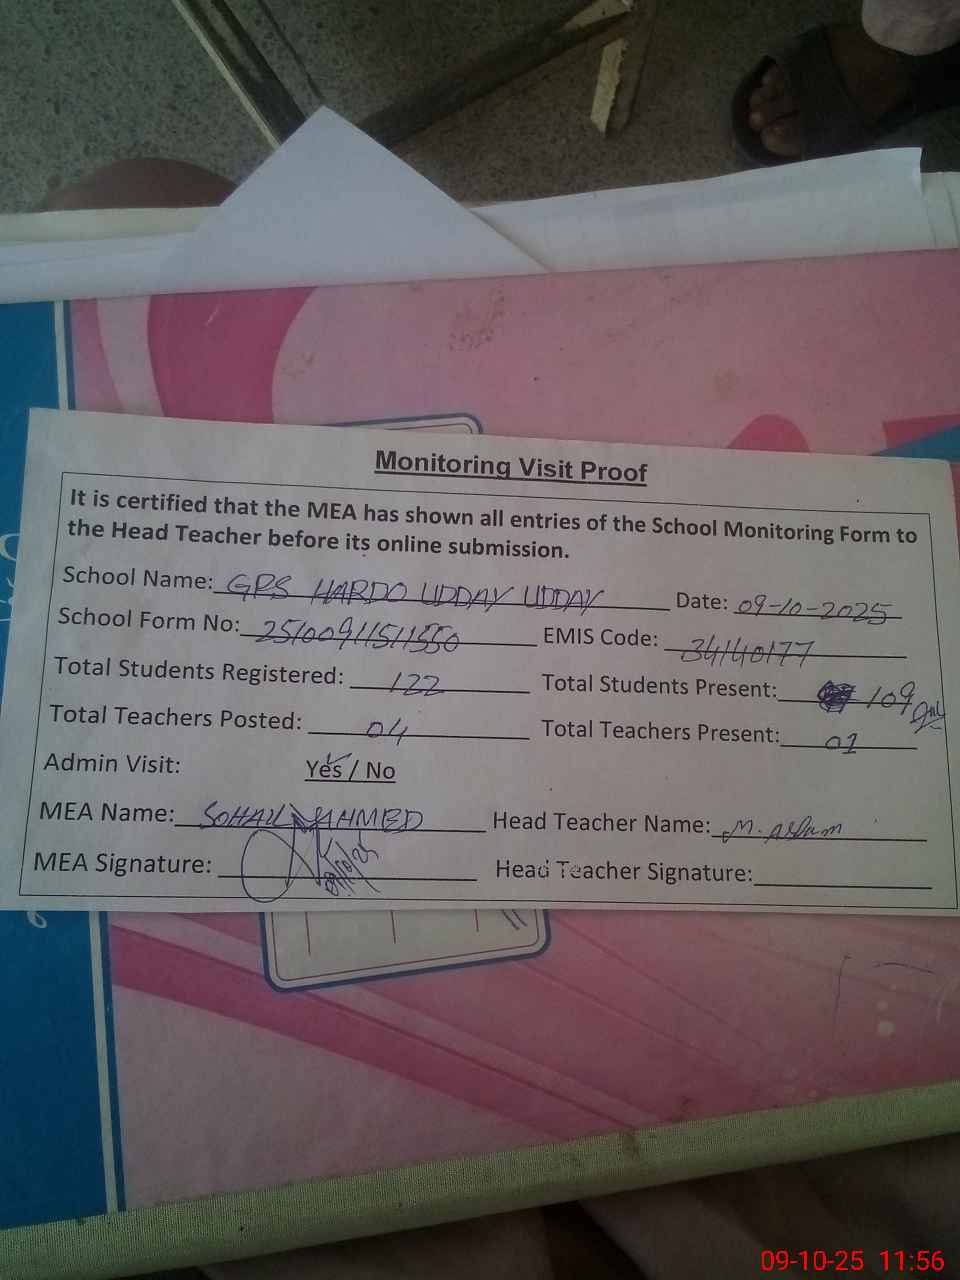 Monitoring Visit Proof
It is certified that the MEA has shown all entries of the School Monitoring Form to
the Head Teacher before its online submission.
School Name: GPS HARDO UDDAY UDDAY Date: 09-10-2025
School Form No: 25100911511550 EMIS Code: 34140177
Total Students Registered: 122 Total Students Present: 109
Total Teachers Posted: 04 Total Teachers Present: 01
Admin Visit: Yes / No
MEA Name: SOHAIL AHMED Head Teacher Name: M. Aslam
MEA Signature: 09/10/25 Head Teacher Signature:
09-10-25 11:56